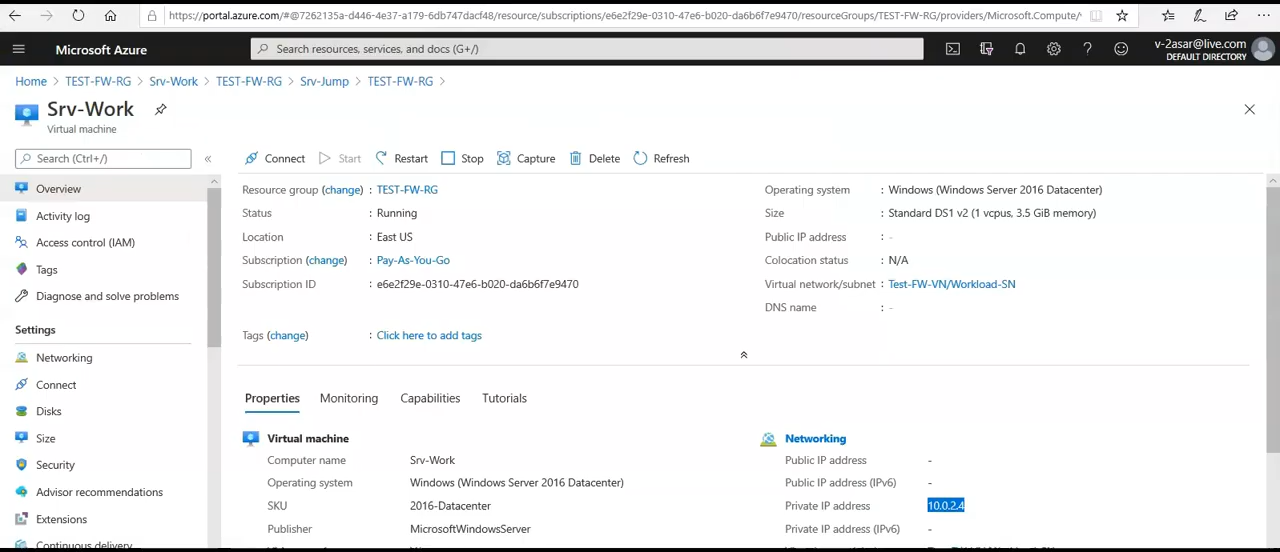 https://portal.azure.com/#@7262135a-d446-4e37-a179-6db747dacf48/resource/subscriptions/e6e2f29e-0310-47e6-b020-da6b6f7e9470/resourceGroups/TEST-FW-RG/providers/Microsoft.Compute/
Microsoft Azure
Search resources, services, and docs (G+/)
v-2asar@live.com
DEFAULT DIRECTORY
Home > TEST-FW-RG > Srv-Work > TEST-FW-RG > Srv-Jump > TEST-FW-RG >
Srv-Work
Virtual machine
Search (Ctrl+/)
«
Connect Start Restart Stop Capture Delete Refresh
Overview
Activity log
Access control (IAM)
Tags
Diagnose and solve problems
Settings
Networking
Connect
Disks
Size
Security
Advisor recommendations
Extensions
Continuous delivery
Resource group (change) : TEST-FW-RG
Status : Running
Location : East US
Subscription (change) : Pay-As-You-Go
Subscription ID : e6e2f29e-0310-47e6-b020-da6b6f7e9470
Tags (change) : Click here to add tags
Operating system : Windows (Windows Server 2016 Datacenter)
Size : Standard DS1 v2 (1 vcpus, 3.5 GiB memory)
Public IP address : -
Colocation status : N/A
Virtual network/subnet : Test-FW-VN/Workload-SN
DNS name : -
Properties Monitoring Capabilities Tutorials
Virtual machine
Computer name Srv-Work
Operating system Windows (Windows Server 2016 Datacenter)
SKU 2016-Datacenter
Publisher MicrosoftWindowsServer
Networking
Public IP address -
Public IP address (IPv6) -
Private IP address 10.0.2.4
Private IP address (IPv6) -